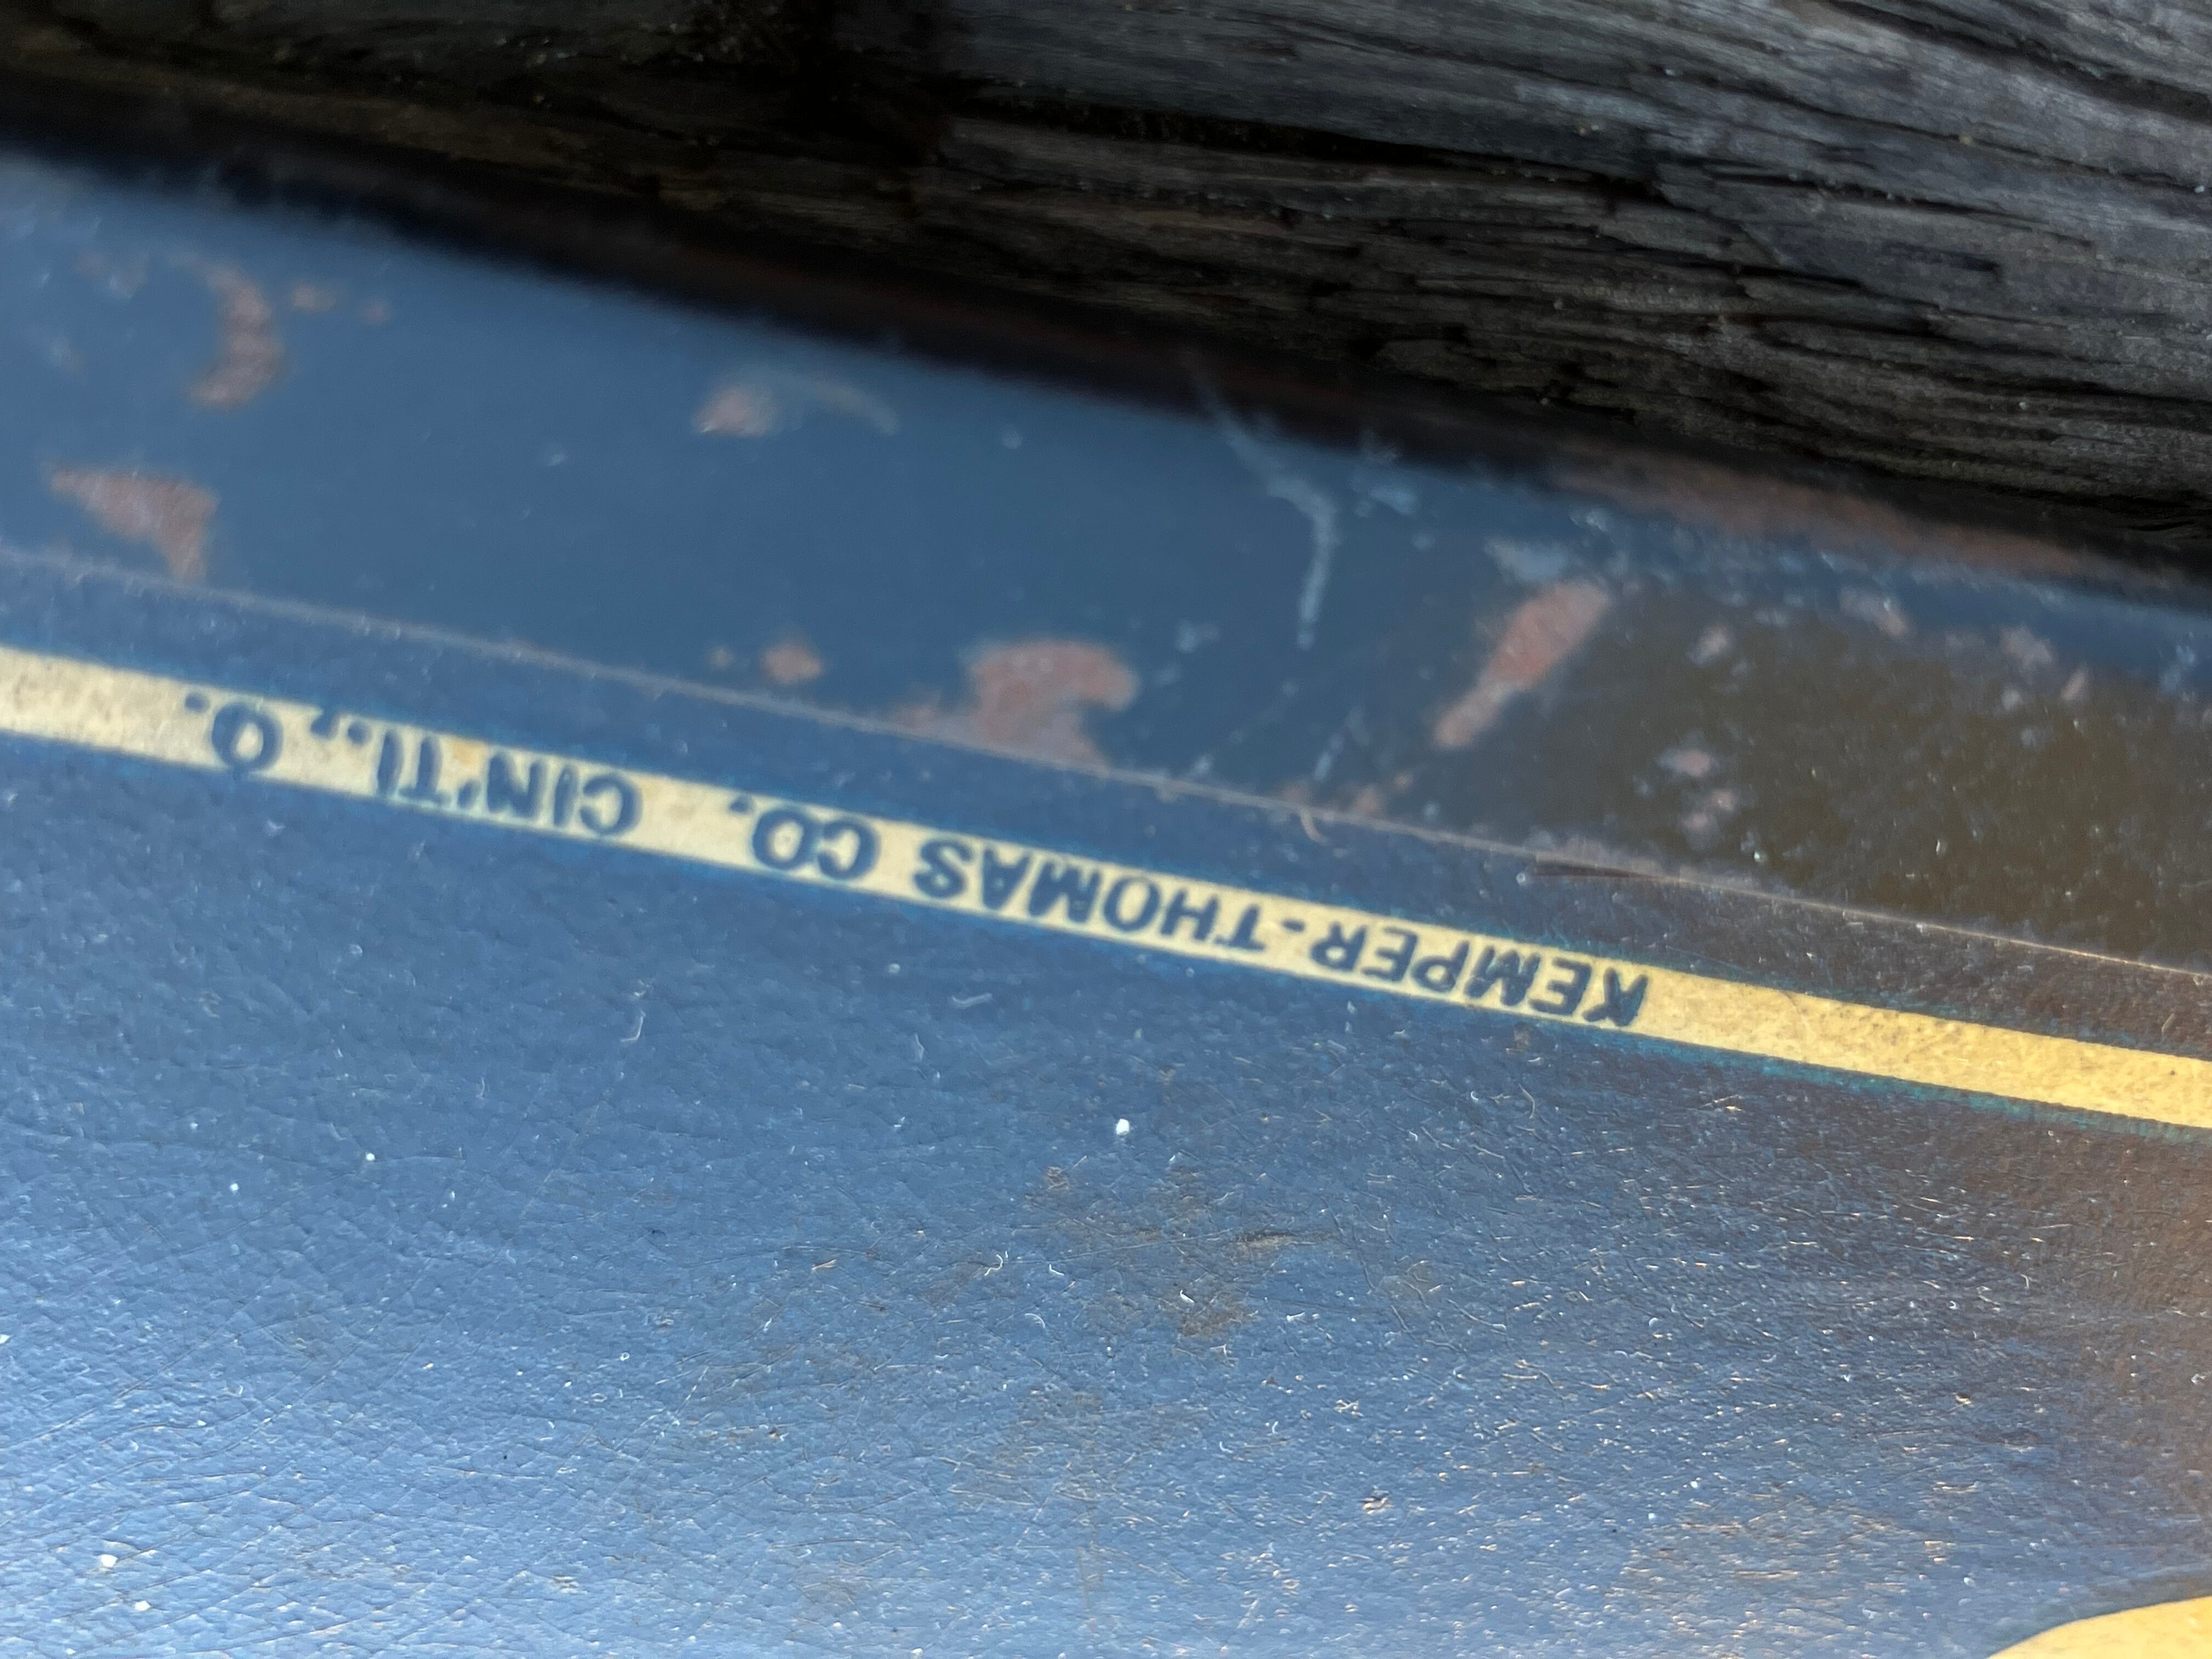 KEMPER-THOMAS CO. CIN'TI., O.